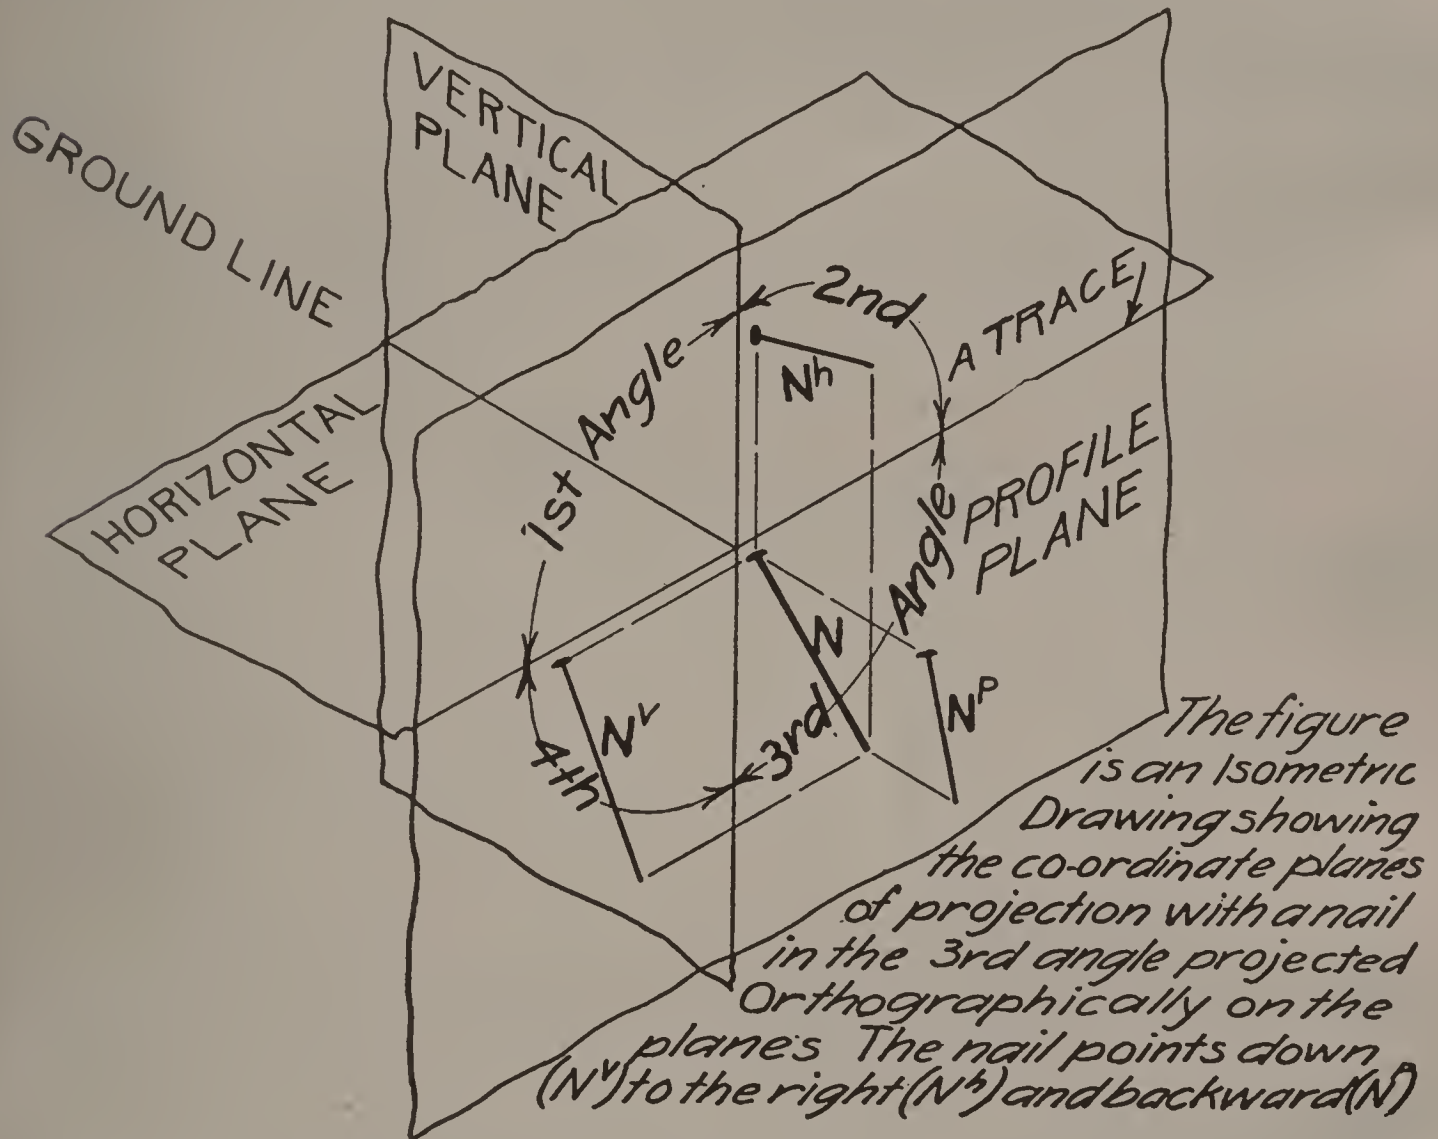 GROUND LINE
VERTICAL
PLANE
HORIZONTAL
PLANE
1st Angle
2nd
A TRACE
PROFILE
PLANE
Nʰ
N
Nᵛ
Nᴾ
3rd Angle
4th
The figure
is an Isometric
Drawing showing
the co-ordinate planes
of projection with a nail
in the 3rd angle projected
Orthographically on the
planes The nail points down
(Nᵛ) to the right (Nʰ) and backward (Nᴾ)